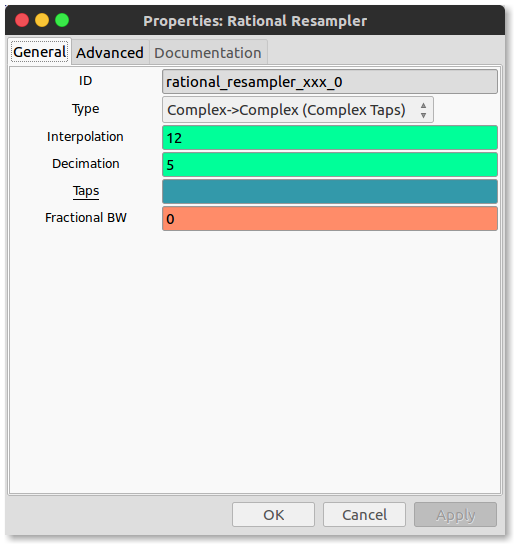 Properties: Rational Resampler
General Advanced Documentation
ID rational_resampler_xxx_0
Type Complex->Complex (Complex Taps)
Interpolation 12
Decimation 5
Taps
Fractional BW 0
OK Cancel Apply